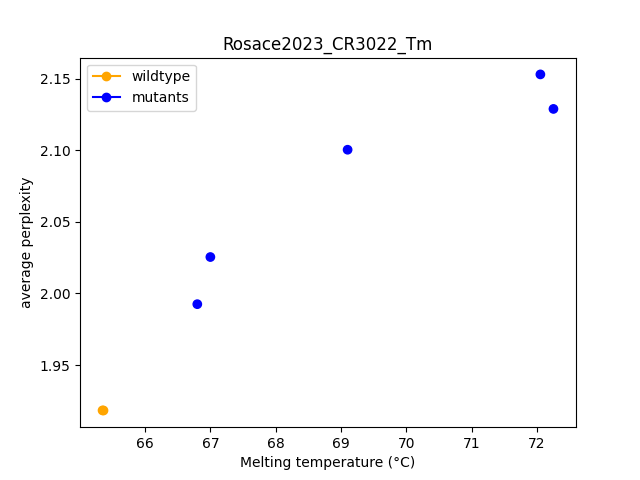 Rosace2023_CR3022_Tm
wildtype
mutants
2.15
2.10
2.05
2.00
1.95
average perplexity
66 67 68 69 70 71 72
Melting temperature (°C)